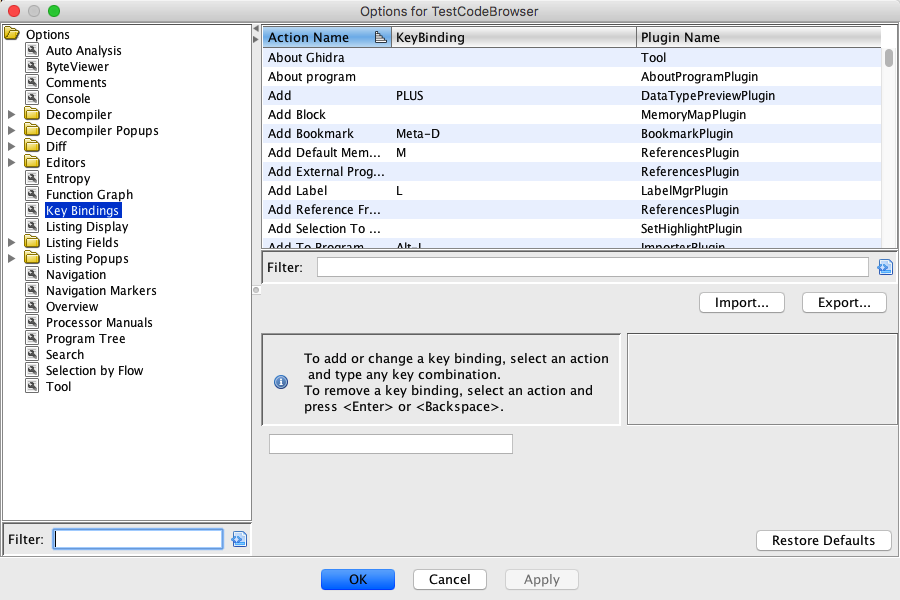 Options for TestCodeBrowser
Options
Auto Analysis
ByteViewer
Comments
Console
Decompiler
Decompiler Popups
Diff
Editors
Entropy
Function Graph
Key Bindings
Listing Display
Listing Fields
Listing Popups
Navigation
Navigation Markers
Overview
Processor Manuals
Program Tree
Search
Selection by Flow
Tool
Filter:
Action Name KeyBinding Plugin Name
About Ghidra Tool
About program AboutProgramPlugin
Add PLUS DataTypePreviewPlugin
Add Block MemoryMapPlugin
Add Bookmark Meta-D BookmarkPlugin
Add Default Mem... M ReferencesPlugin
Add External Prog... ReferencesPlugin
Add Label L LabelMgrPlugin
Add Reference Fr... ReferencesPlugin
Add Selection To ... SetHighlightPlugin
Add To Program Alt-I ImporterPlugin
Filter:
Import... Export...
To add or change a key binding, select an action
and type any key combination.
To remove a key binding, select an action and
press <Enter> or <Backspace>.
Restore Defaults
OK Cancel Apply